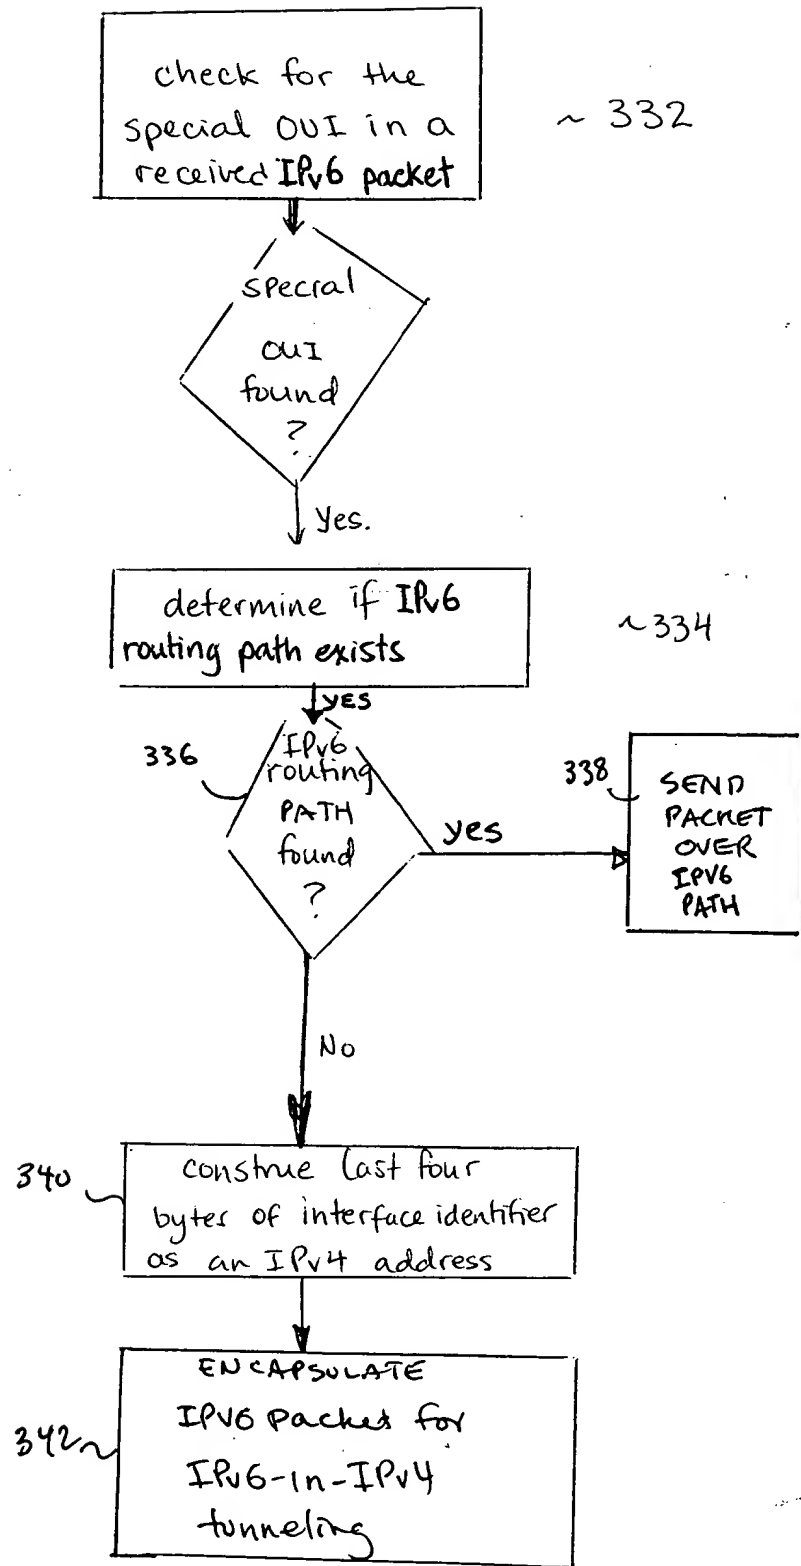 check for the
special OUI in a
received IPv6 packet
~ 332
special
OUI
found
?
Yes.
determine if IPv6
routing path exists
~334
YES
336
IPv6
routing
PATH
found
?
yes
338
SEND
PACKET
OVER
IPV6
PATH
No
340
construe last four
bytes of interface identifier
as an IPv4 address
342
ENCAPSULATE
IPV6 packet for
IPv6-in-IPv4
tunneling